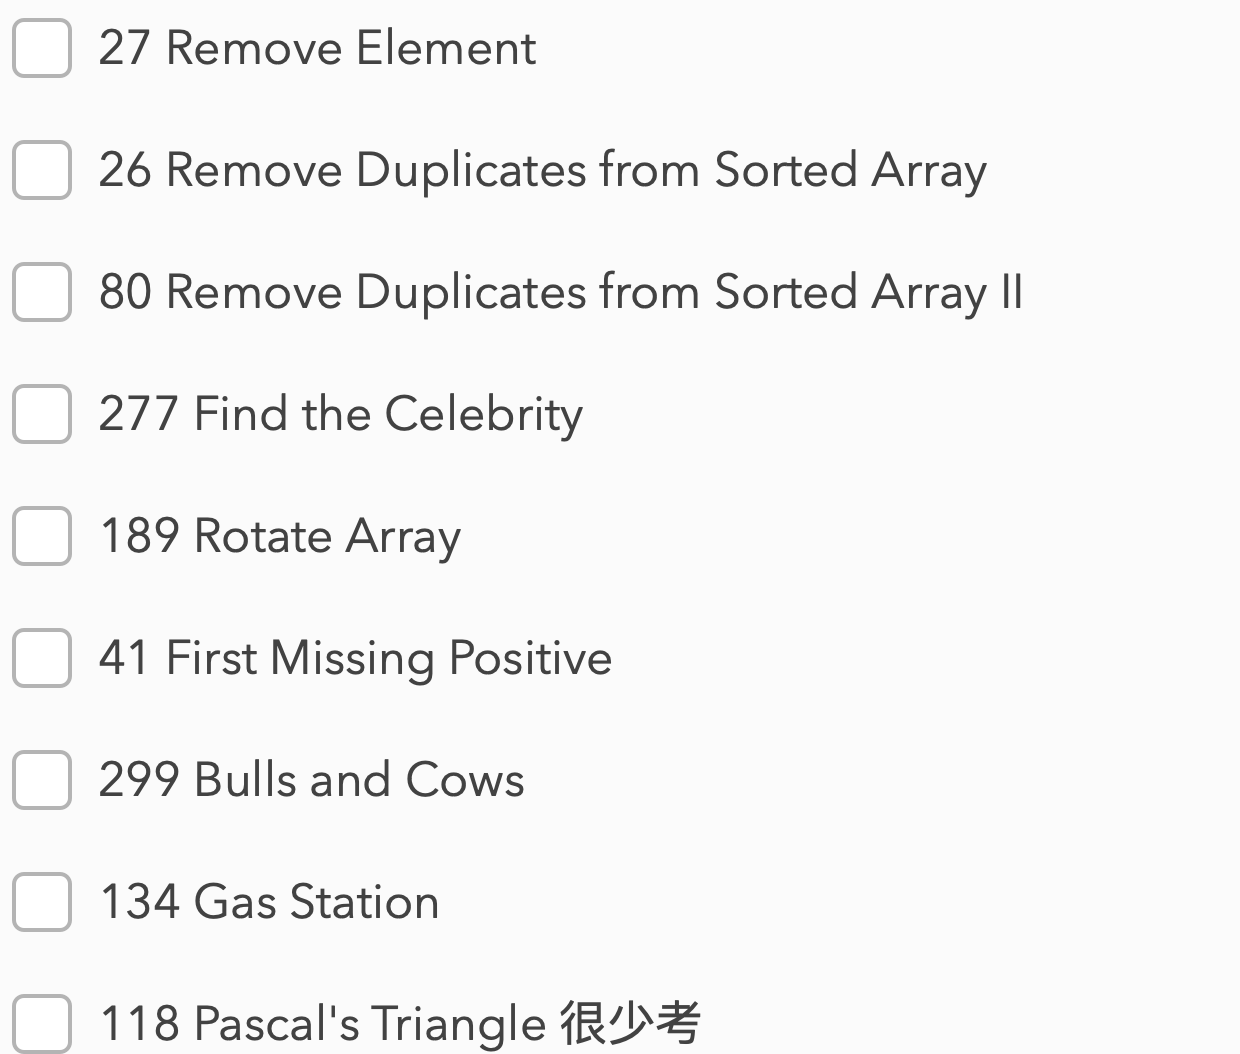 27 Remove Element
26 Remove Duplicates from Sorted Array
80 Remove Duplicates from Sorted Array II
277 Find the Celebrity
189 Rotate Array
41 First Missing Positive
299 Bulls and Cows
134 Gas Station
118 Pascal's Triangle 很少考